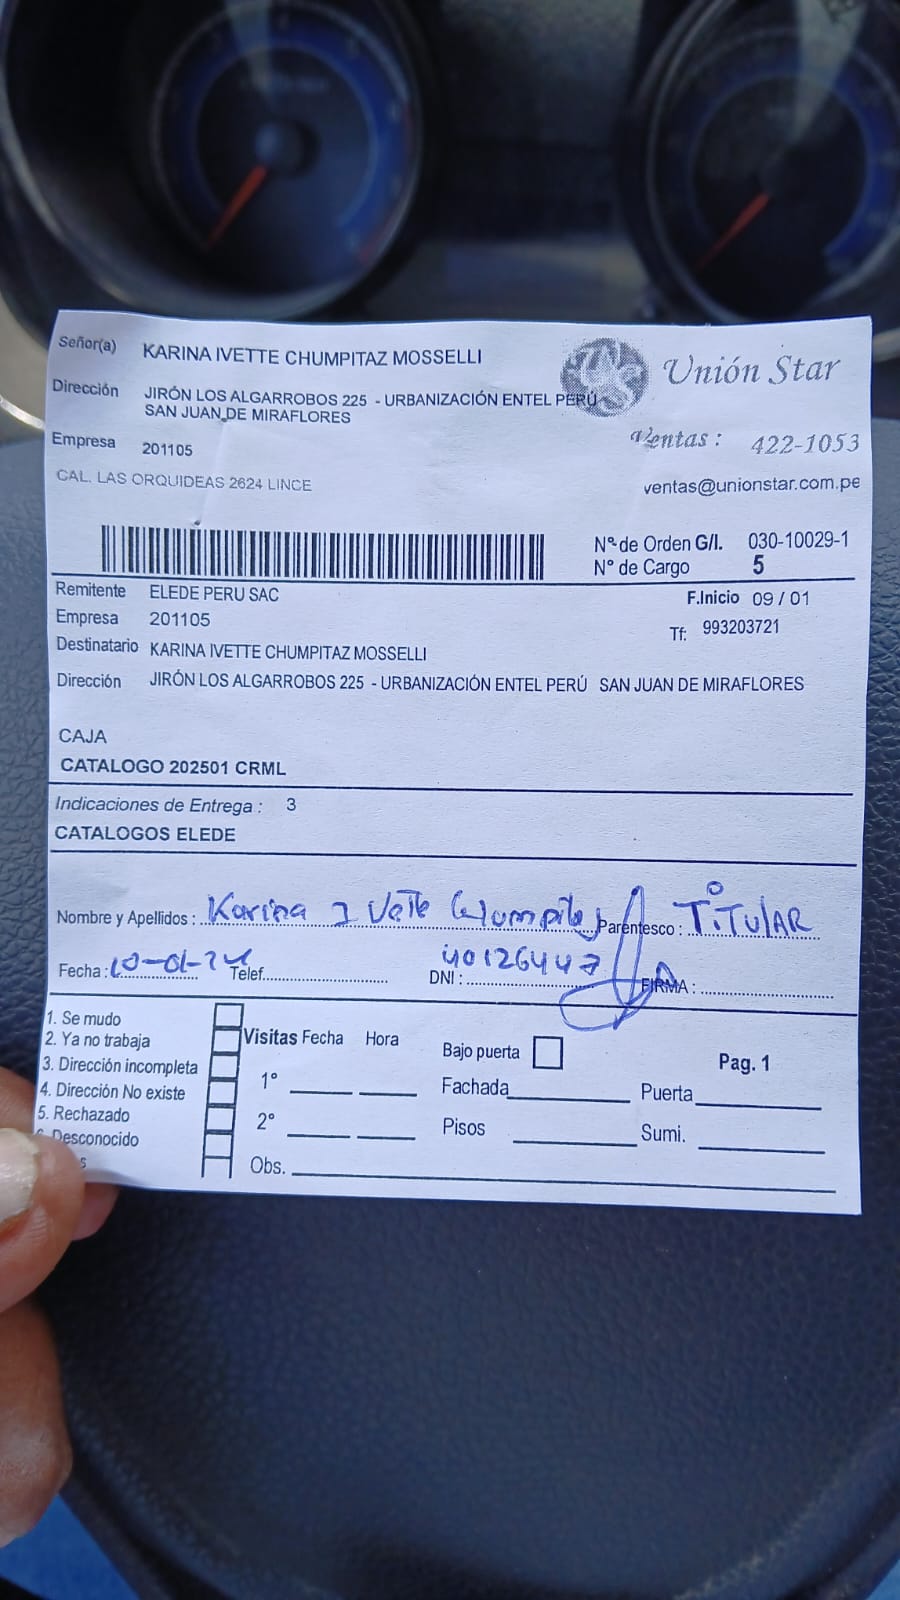 Señor(a) KARINA IVETTE CHUMPITAZ MOSSELLI
Unión Star
Dirección JIRÓN LOS ALGARROBOS 225 - URBANIZACIÓN ENTEL PERÚ
SAN JUAN DE MIRAFLORES
Ventas : 422-1053
Empresa 201105
CAL. LAS ORQUIDEAS 2624 LINCE
ventas@unionstar.com.pe
N° de Orden G/I. 030-10029-1
N° de Cargo 5
Remitente ELEDE PERU SAC
F.Inicio 09 / 01
Empresa 201105
Tf: 993203721
Destinatario KARINA IVETTE CHUMPITAZ MOSSELLI
Dirección JIRÓN LOS ALGARROBOS 225 - URBANIZACIÓN ENTEL PERÚ SAN JUAN DE MIRAFLORES
CAJA
CATALOGO 202501 CRML
Indicaciones de Entrega : 3
CATALOGOS ELEDE
Nombre y Apellidos : Karina Ivette Chumpitaz Parentesco : TiTulAR
Fecha : 10-01-24 Telef. DNI : 40126447 FIRMA :
1. Se mudo
2. Ya no trabaja
3. Dirección incompleta
4. Dirección No existe
5. Rechazado
Desconocido
s
Visitas Fecha Hora
1°
2°
Obs.
Bajo puerta
Pag. 1
Fachada Puerta
Pisos Sumi.